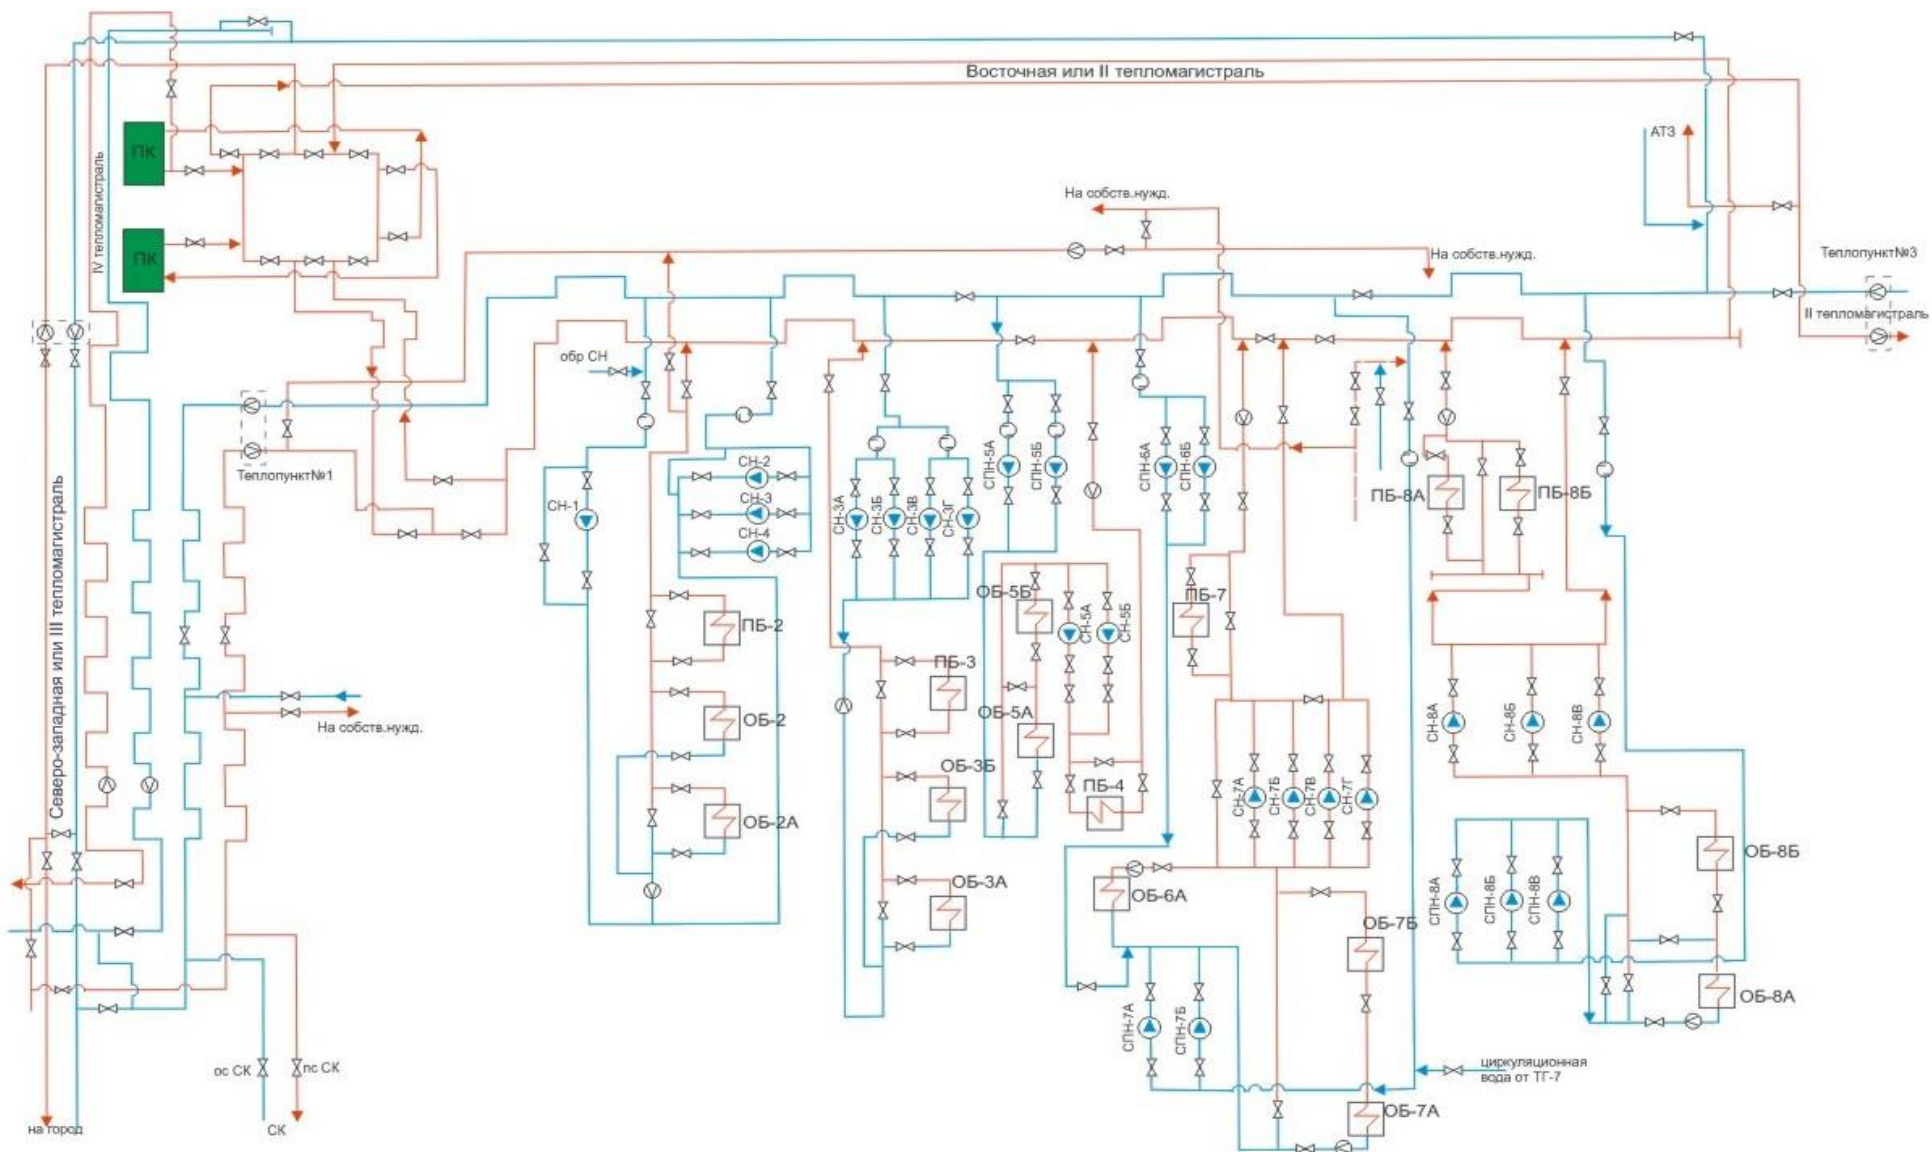 Восточная или II тепломагистраль
ПК
IV тепломагистраль
ПК
АТЗ
На собств.нужд.
На собств.нужд.
Теплопункт№3
II тепломагистраль
обр СН
Теплопункт№1
Северо-западная или III тепломагистраль
СН-1
СН-2
СН-3
СН-4
СН-3А
СН-3Б
СН-3В
СН-3Г
СПН-5А
СПН-5Б
СПН-6А
СПН-6Б
ПБ-8А
ПБ-8Б
ПБ-2
ОБ-5Б
СН-5А
СН-5Б
ПБ-7
ПБ-3
На собств.нужд.
ОБ-2
ОБ-5А
СН-8А
СН-8Б
СН-8В
ОБ-3Б
ПБ-4
СН-7А
СН-7Б
СН-7В
СН-7Г
ОБ-2А
ОБ-8Б
ОБ-3А
ОБ-6А
СПН-8А
СПН-8Б
СПН-8В
ОБ-7Б
ОБ-8А
СПН-7А
СПН-7Б
ос СК
пс СК
циркуляционная
вода от ТГ-7
ОБ-7А
на город
СК